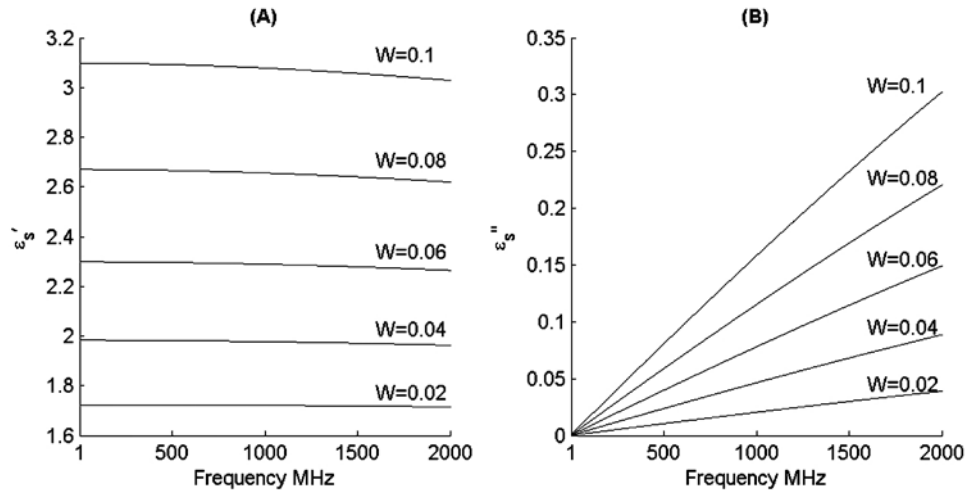 (A)
3.2
3
2.8
2.6
2.4
2.2
2
1.8
1.6
εs'
W=0.1
W=0.08
W=0.06
W=0.04
W=0.02
1
500
1000
1500
2000
Frequency MHz
(B)
0.35
0.3
0.25
0.2
0.15
0.1
0.05
0
εs"
W=0.1
W=0.08
W=0.06
W=0.04
W=0.02
1
500
1000
1500
2000
Frequency MHz